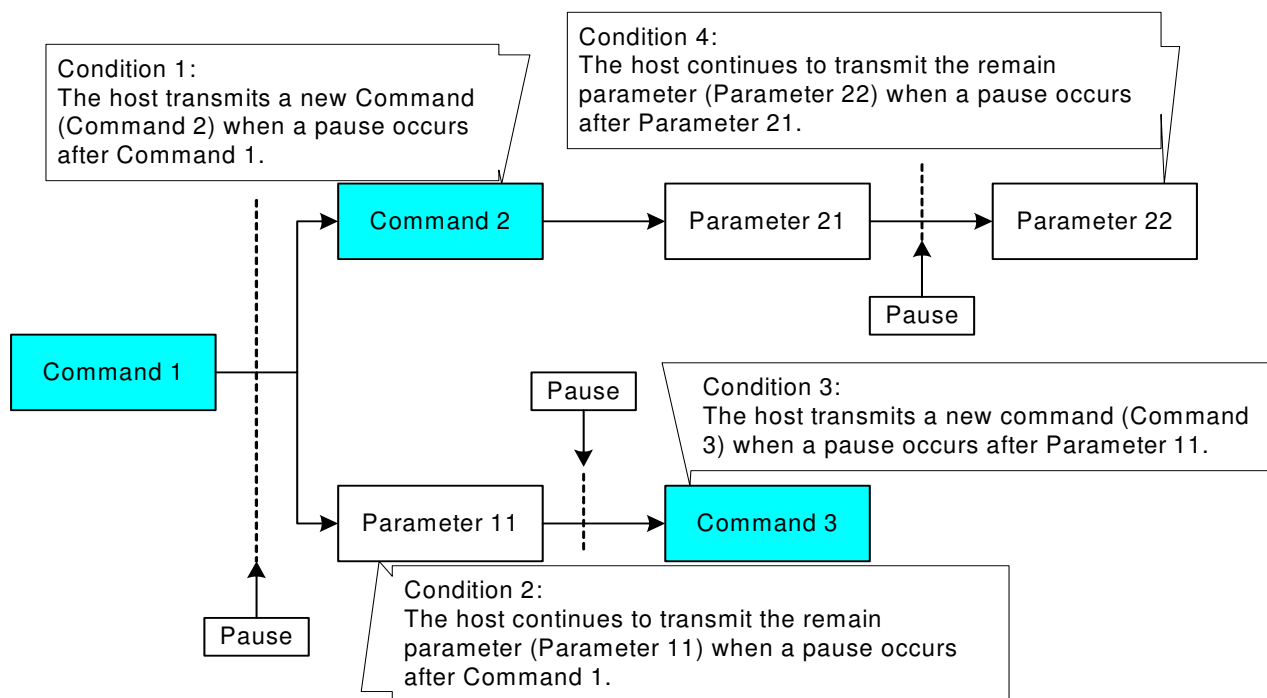 Condition 1:
The host transmits a new Command
(Command 2) when a pause occurs
after Command 1.
Condition 4:
The host continues to transmit the remain
parameter (Parameter 22) when a pause occurs
after Parameter 21.
Command 2
Parameter 21
Parameter 22
Pause
Command 1
Pause
Condition 3:
The host transmits a new command (Command
3) when a pause occurs after Parameter 11.
Parameter 11
Command 3
Condition 2:
The host continues to transmit the remain
parameter (Parameter 11) when a pause occurs
after Command 1.
Pause